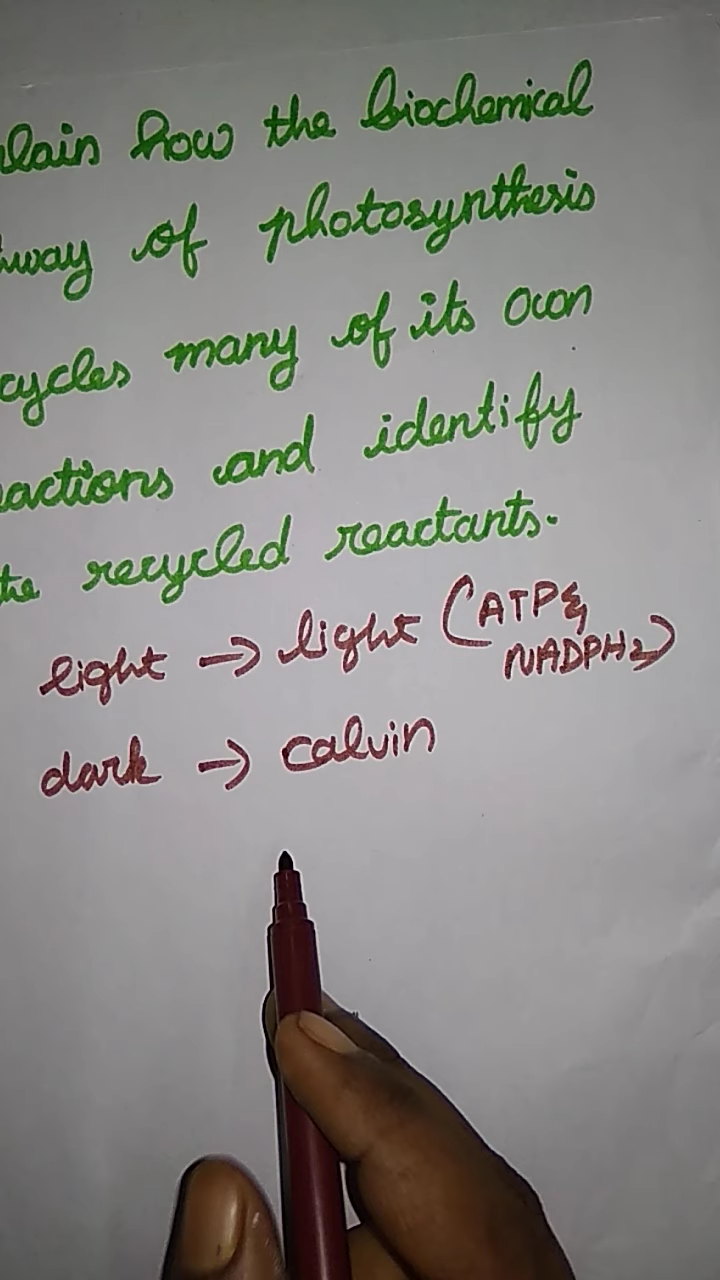 lain how the biochemical
hway of photosynthesis
cycles many of its own
actions and identify
the recycled reactants.
light → light (ATP &
NADPH2)
dark → calvin